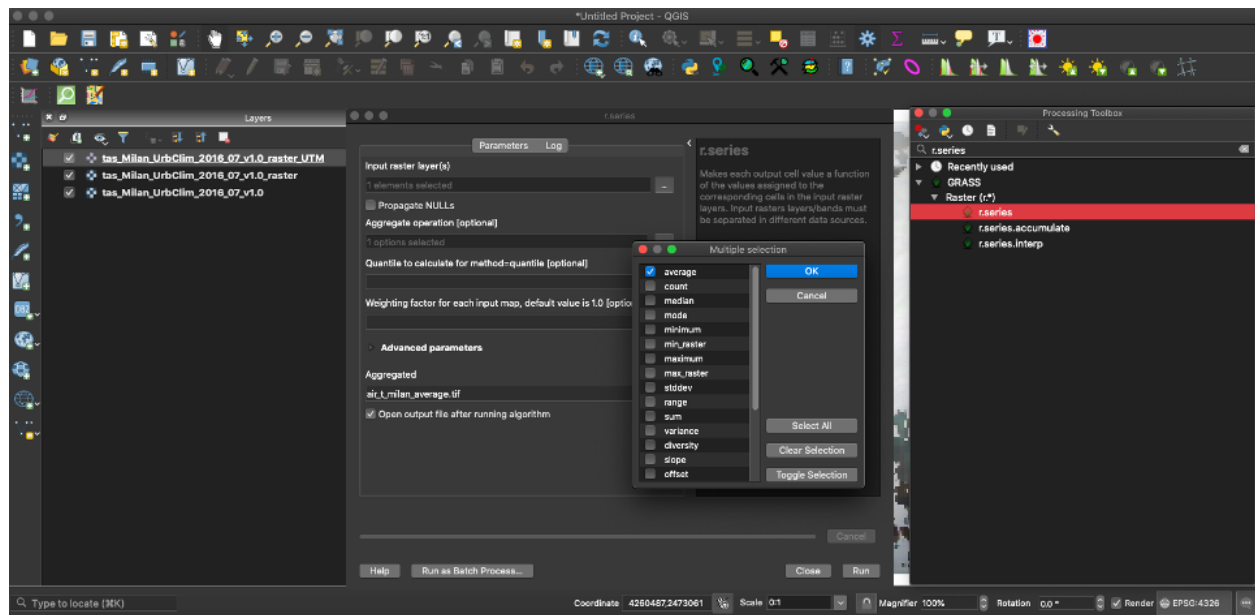 *Untitled Project - QGIS
Layers
tas_Milan_UrbClim_2016_07_v1.0_raster_UTM
tas_Milan_UrbClim_2016_07_v1.0_raster
tas_Milan_UrbClim_2016_07_v1.0
r.series
Parameters Log
Input raster layer(s)
1 elements selected
Propagate NULLs
Aggregate operation [optional]
1 options selected
Quantile to calculate for method=quantile [optional]
Weighting factor for each input map, default value is 1.0 [optio
Advanced parameters
Aggregated
air_t_milan_average.tif
Open output file after running algorithm
r.series
Makes each output cell value a function
of the values assigned to the
corresponding cells in the input raster
layers. Input rasters layers/bands must
be separated in different data sources.
Multiple selection
average
count
median
mode
minimum
min_raster
maximum
max_raster
stddev
range
sum
variance
diversity
slope
offset
OK
Cancel
Select All
Clear Selection
Toggle Selection
Cancel
Help Run as Batch Process... Close Run
Processing Toolbox
r.series
Recently used
GRASS
Raster (r.*)
r.series
r.series.accumulate
r.series.interp
Type to locate (⌘K) Coordinate 4260487,2473061 Scale 0:1 Magnifier 100% Rotation 0,0 ° Render EPSG:4326